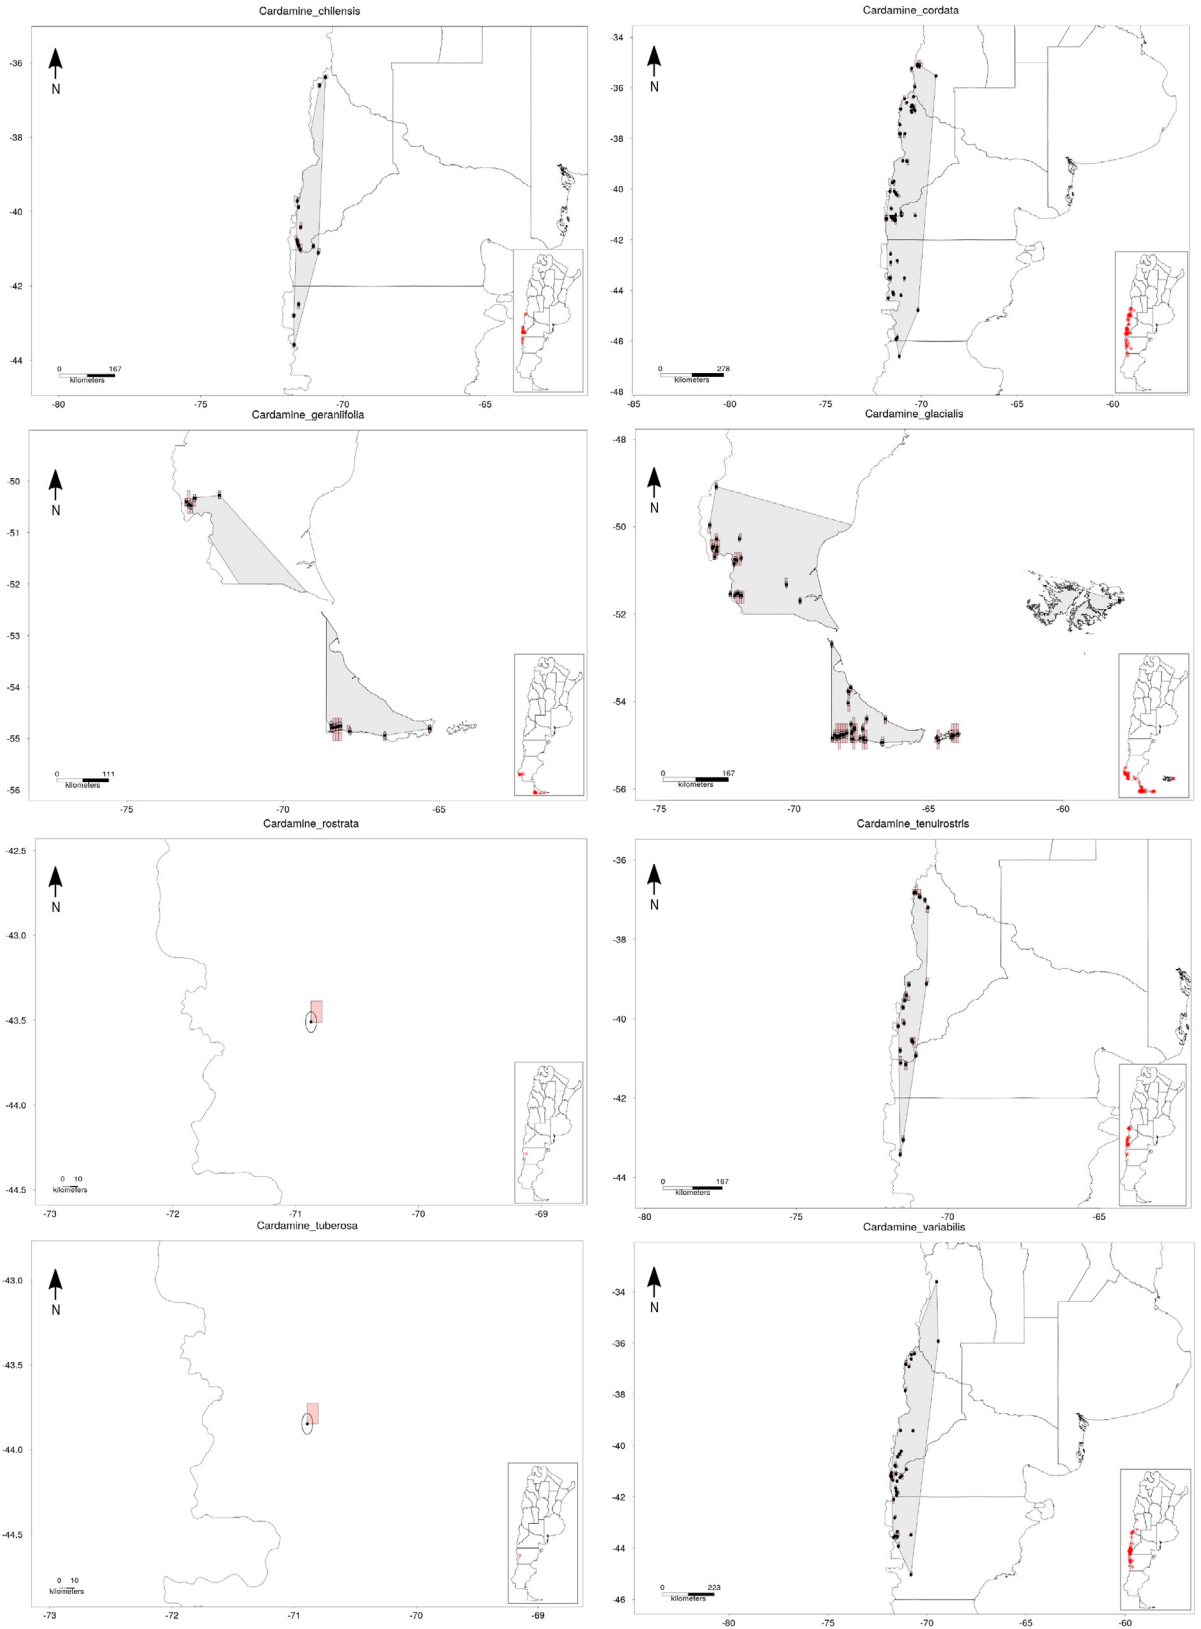 Cardamine_chilensis
-36
-38
-40
-42
-44
N
0 167
kilometers
-80 -75 -70 -65
Cardamine_cordata
-34
-36
-38
-40
-42
-44
-46
-48
N
0 278
kilometers
-85 -80 -75 -70 -65 -60
Cardamine_geraniifolia
-50
-51
-52
-53
-54
-55
-56
N
0 111
kilometers
-75 -70 -65
Cardamine_glacialis
-48
-50
-52
-54
-56
N
0 167
kilometers
-75 -70 -65 -60
Cardamine_rostrata
-42.5
-43.0
-43.5
-44.0
-44.5
N
0 10
kilometers
-73 -72 -71 -70 -69
Cardamine_tenuirostris
-36
-38
-40
-42
-44
N
0 167
kilometers
-80 -75 -70 -65
Cardamine_tuberosa
-43.0
-43.5
-44.0
-44.5
N
0 10
kilometers
-73 -72 -71 -70 -69
Cardamine_variabilis
-34
-36
-38
-40
-42
-44
-46
N
0 223
kilometers
-80 -75 -70 -65 -60